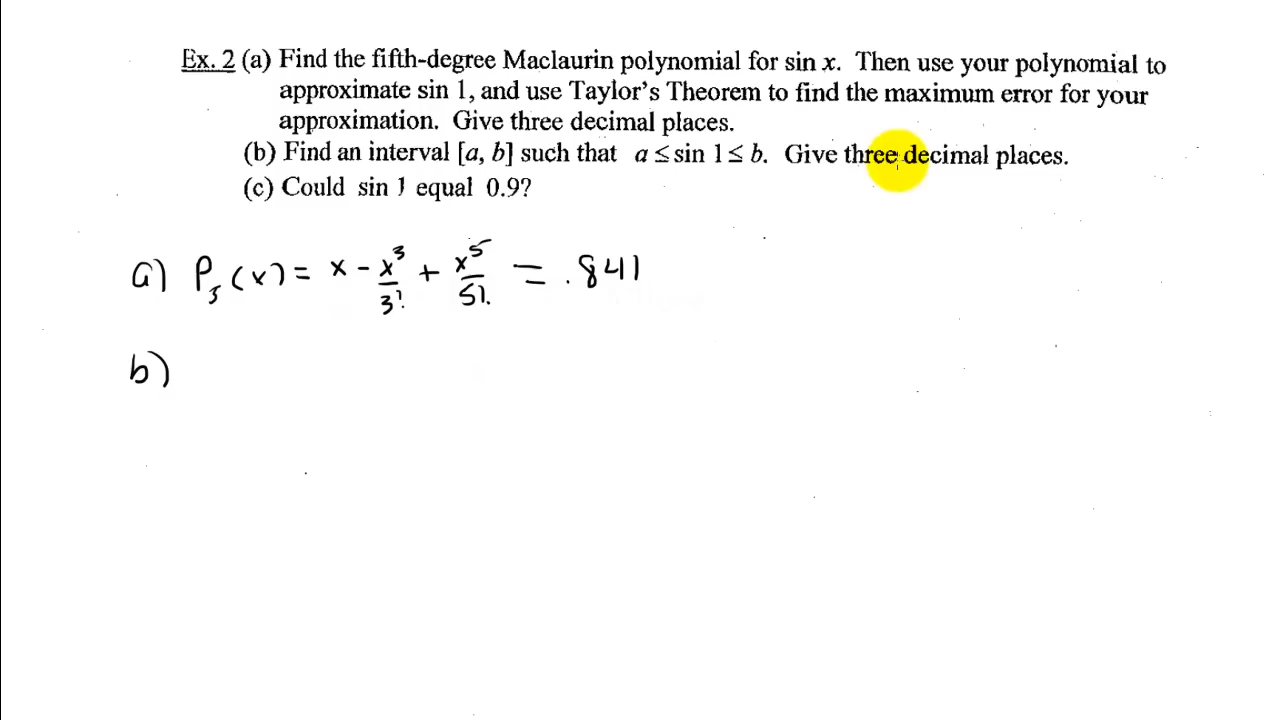 Ex. 2 (a) Find the fifth-degree Maclaurin polynomial for sin x. Then use your polynomial to
approximate sin 1, and use Taylor's Theorem to find the maximum error for your
approximation. Give three decimal places.
(b) Find an interval [a, b] such that a ≤ sin 1 ≤ b. Give three decimal places.
(c) Could sin 1 equal 0.9?
a) P₅(x) = x - x³/3! + x⁵/5! = .841
b)